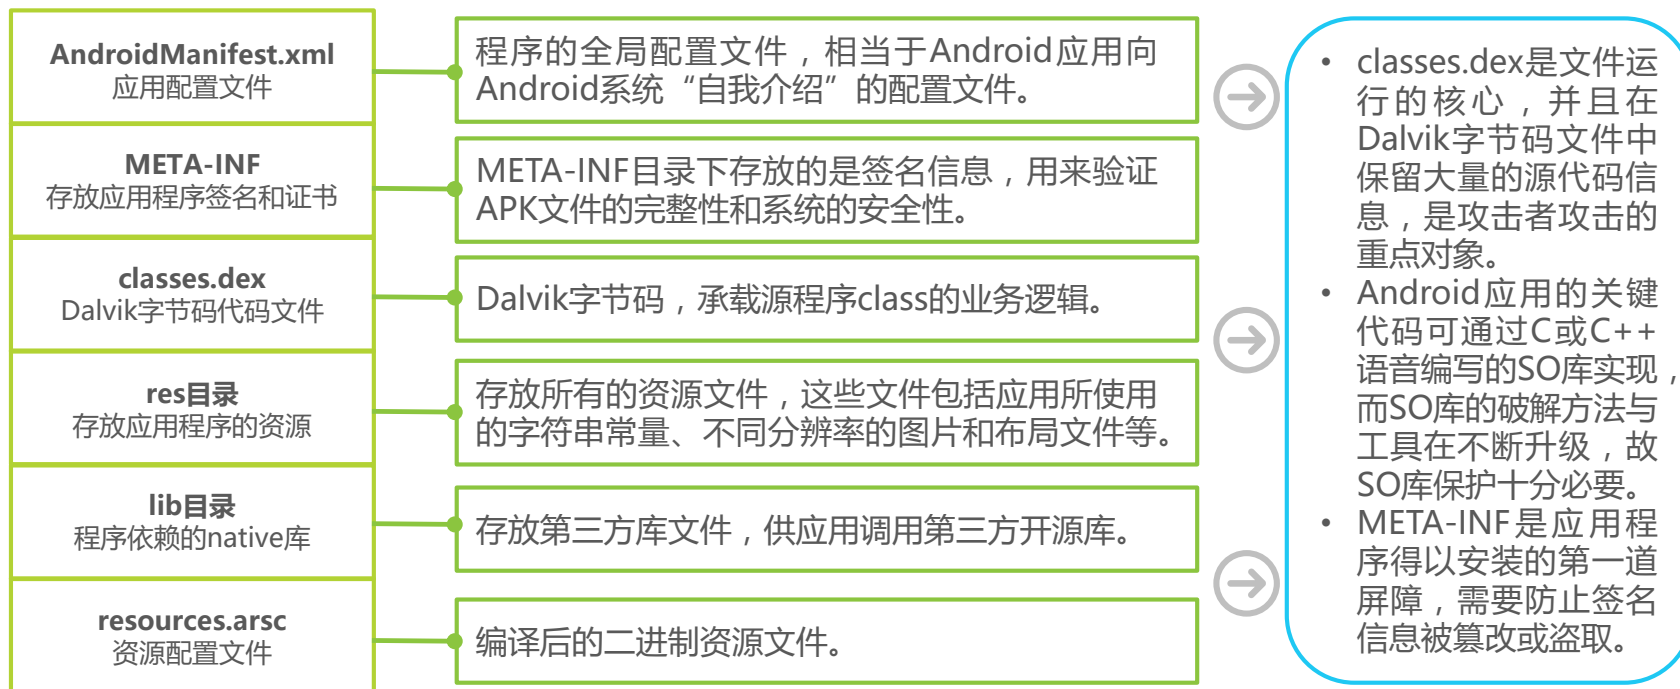 AndroidManifest.xml
应用配置文件
程序的全局配置文件，相当于Android应用向
Android系统“自我介绍”的配置文件。
META-INF
存放应用程序签名和证书
META-INF目录下存放的是签名信息，用来验证
APK文件的完整性和系统的安全性。
classes.dex
Dalvik字节码代码文件
Dalvik字节码，承载源程序class的业务逻辑。
res目录
存放应用程序的资源
存放所有的资源文件，这些文件包括应用所使用
的字符串常量、不同分辨率的图片和布局文件等。
lib目录
程序依赖的native库
存放第三方库文件，供应用调用第三方开源库。
resources.arsc
资源配置文件
编译后的二进制资源文件。
• classes.dex是文件运
行的核心，并且在
Dalvik字节码文件中
保留大量的源代码信
息，是攻击者攻击的
重点对象。
• Android应用的关键
代码可通过C或C++
语音编写的SO库实现，
而SO库的破解方法与
工具在不断升级，故
SO库保护十分必要。
• META-INF是应用程
序得以安装的第一道
屏障，需要防止签名
信息被篡改或盗取。